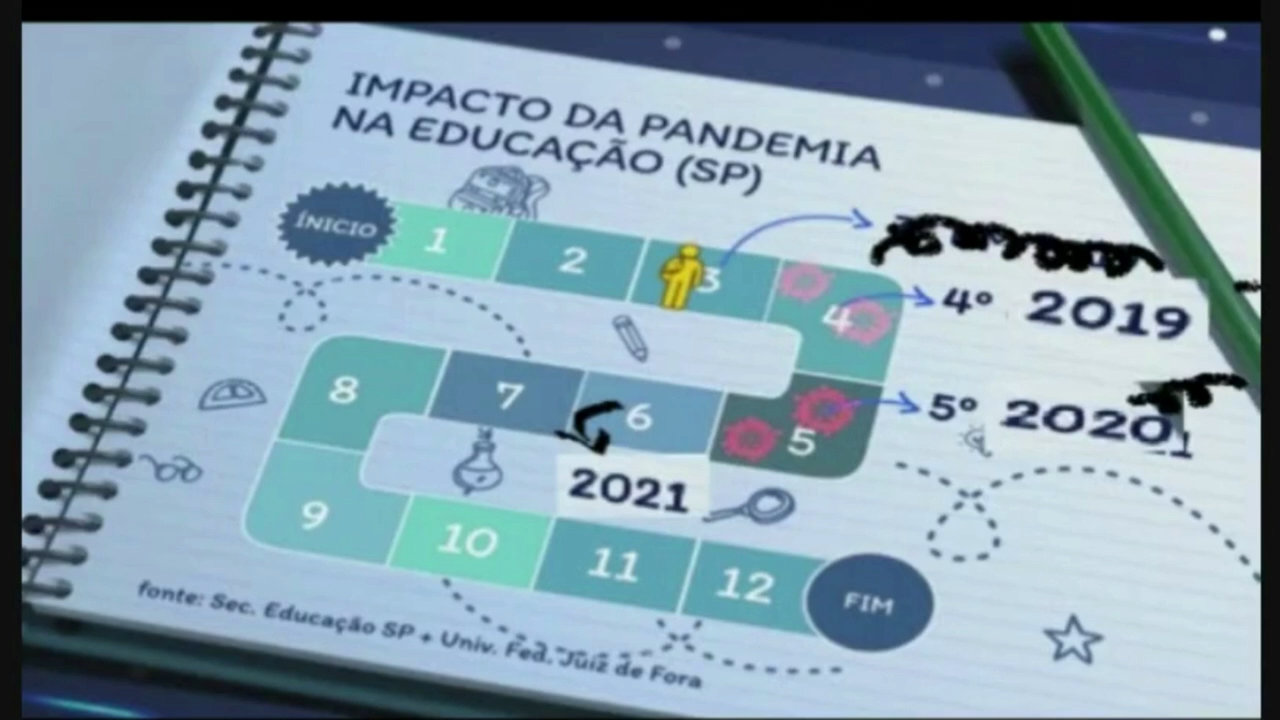 IMPACTO DA PANDEMIA
NA EDUCAÇÃO (SP)
ÍNICIO
1
2
3
4
4º 2019
8
7
6
5
5º 2020
2021
9
10
11
12
FIM
fonte: Sec. Educação SP + Univ. Fed. Juiz de Fora